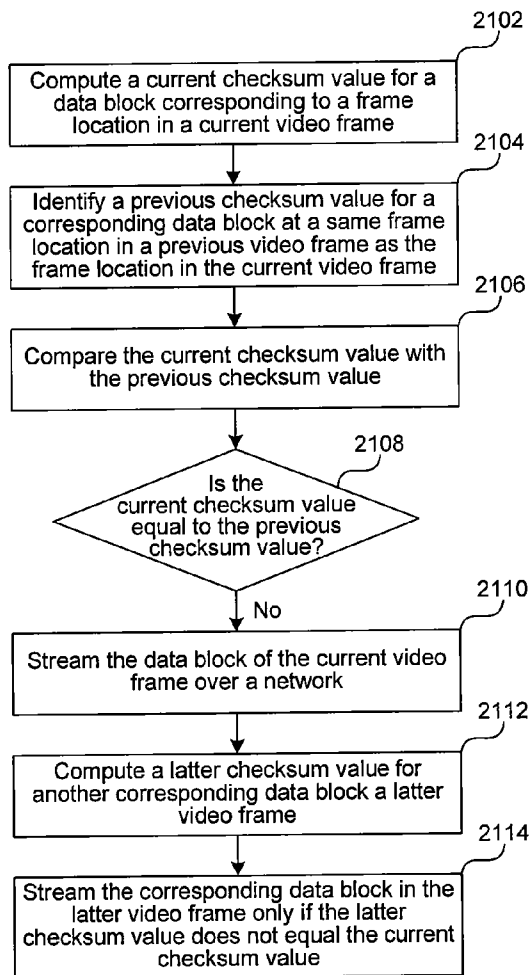 2102
Compute a current checksum value for a
data block corresponding to a frame
location in a current video frame
2104
Identify a previous checksum value for a
corresponding data block at a same frame
location in a previous video frame as the
frame location in the current video frame
2106
Compare the current checksum value with
the previous checksum value
2108
Is the
current checksum value
equal to the previous
checksum value?
No
2110
Stream the data block of the current video
frame over a network
2112
Compute a latter checksum value for
another corresponding data block a latter
video frame
2114
Stream the corresponding data block in the
latter video frame only if the latter
checksum value does not equal the current
checksum value